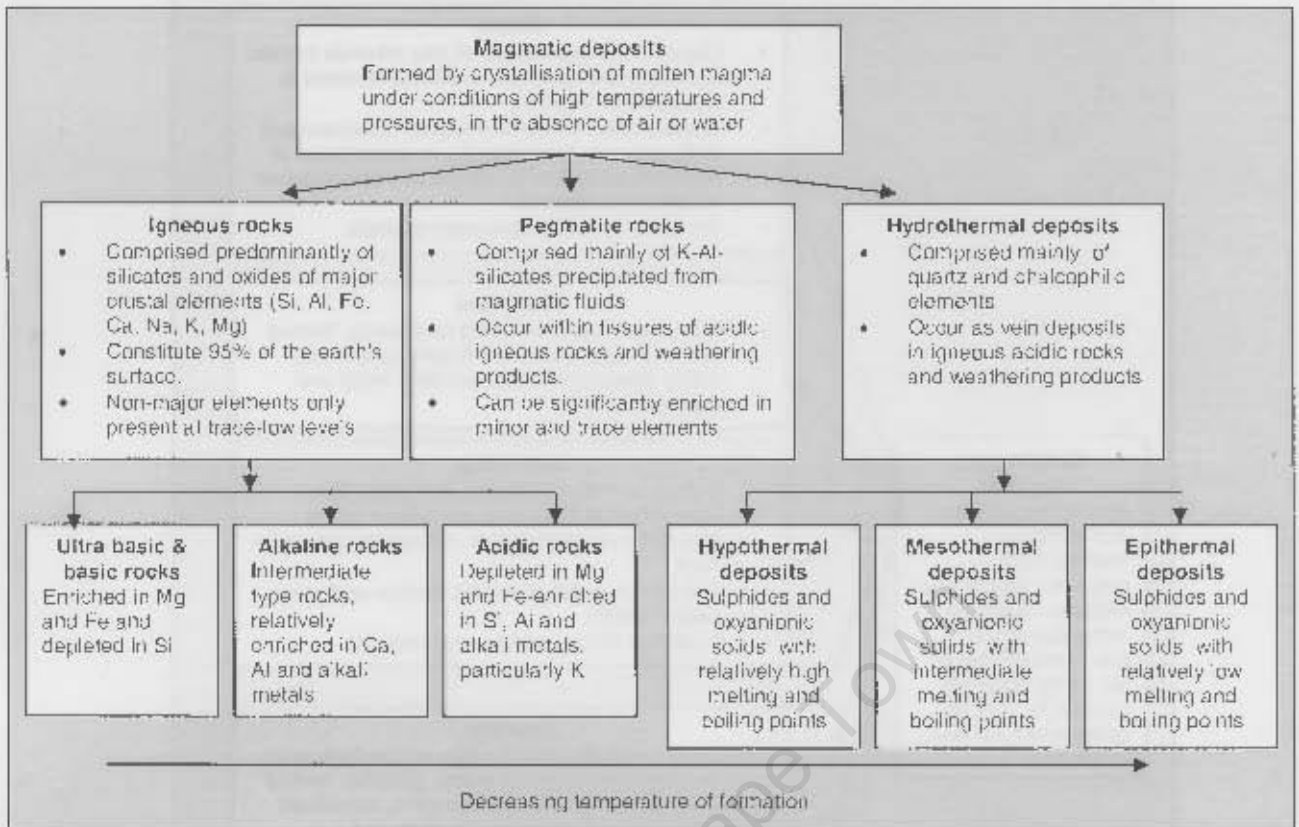 Magmatic deposits
Formed by crystallisation of molten magma
under conditions of high temperatures and
pressures, in the absence of air or water
Igneous rocks
• Comprised predominantly of
silicates and oxides of major
crustal elements (Si, Al, Fe,
Ca, Na, K, Mg)
• Constitute 95% of the earth's
surface.
• Non-major elements only
present at trace-low levels
Pegmatite rocks
• Comprised mainly of K-Al-
silicates precipitated from
magmatic fluids
• Occur within fissures of acidic
igneous rocks and weathering
products.
• Can be significantly enriched in
minor and trace elements
Hydrothermal deposits
• Comprised mainly of
quartz and chalcophilic
elements
• Occur as vein deposits
in igneous acidic rocks
and weathering products
Ultra basic &
basic rocks
Enriched in Mg
and Fe and
depleted in Si
Alkaline rocks
Intermediate
type rocks,
relatively
enriched in Ca,
Al and alkali
metals
Acidic rocks
Depleted in Mg
and Fe-enriched
in Si, Al and
alkali metals,
particularly K
Hypothermal
deposits
Sulphides and
oxyanionic
solids with
relatively high
melting and
boiling points
Mesothermal
deposits
Sulphides and
oxyanionic
solids with
intermediate
melting and
boiling points
Epithermal
deposits
Sulphides and
oxyanionic
solids with
relatively low
melting and
boiling points
Decreasing temperature of formation
Town